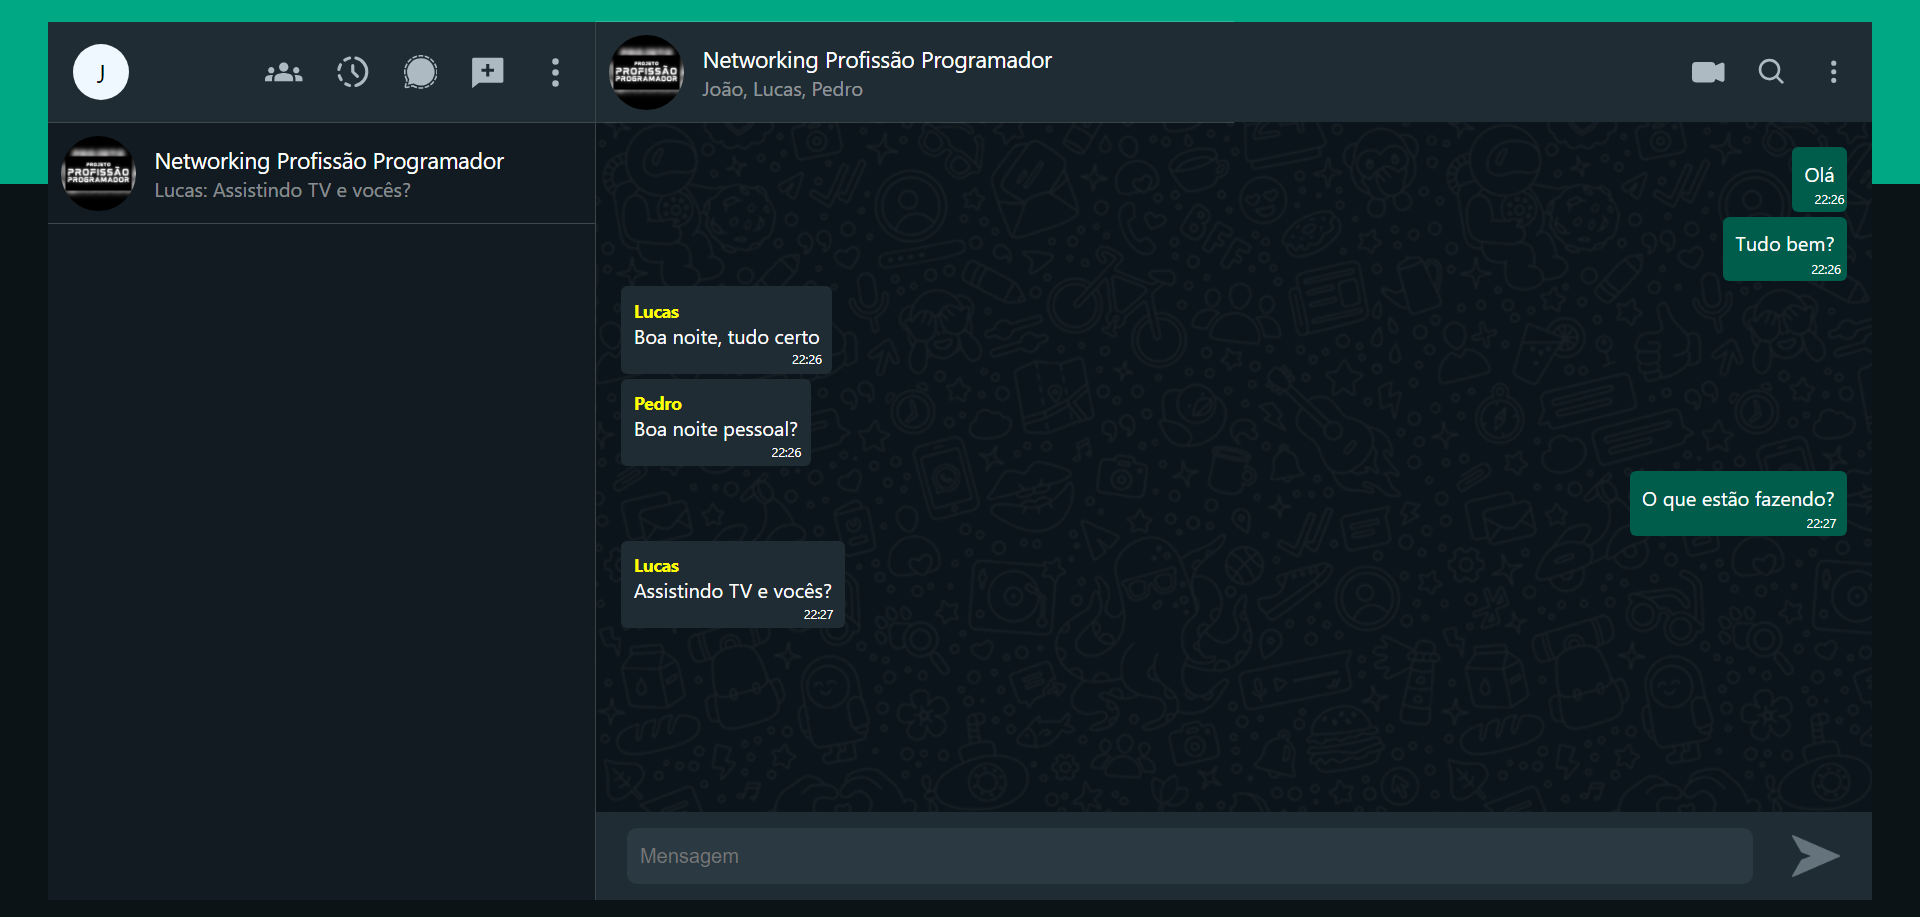 J
Networking Profissão Programador
Lucas: Assistindo TV e vocês?
PROJETO
PROFISSÃO
PROGRAMADOR
PROJETO
PROFISSÃO
PROGRAMADOR
Networking Profissão Programador
João, Lucas, Pedro
Olá
22:26
Tudo bem?
22:26
Lucas
Boa noite, tudo certo
22:26
Pedro
Boa noite pessoal?
22:26
O que estão fazendo?
22:27
Lucas
Assistindo TV e vocês?
22:27
BFF
Mensagem